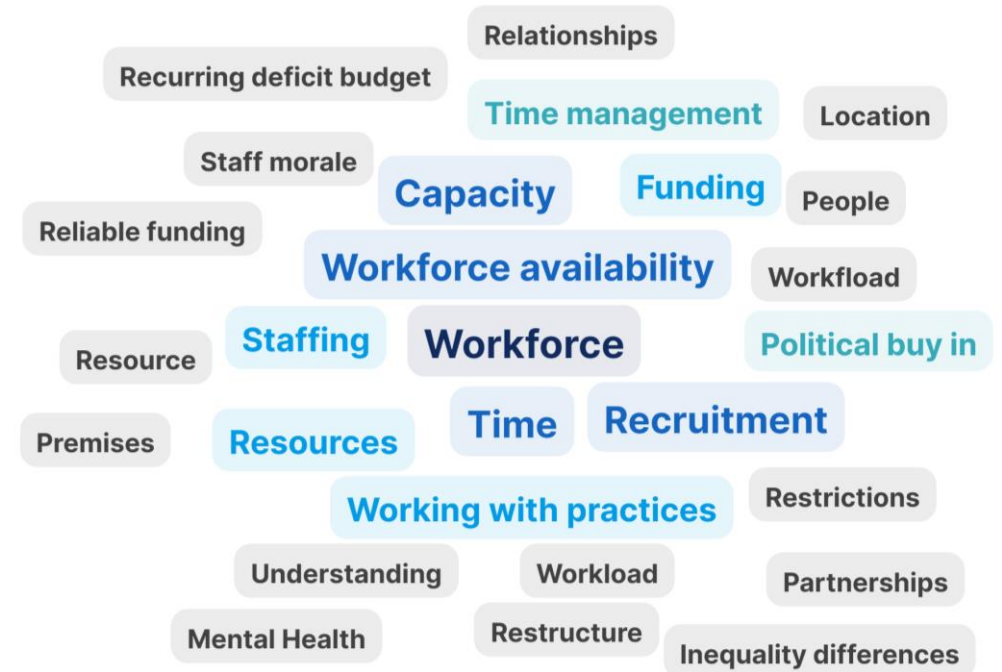 Relationships
Recurring deficit budget
Time management
Location
Staff morale
Capacity
Funding
People
Reliable funding
Workforce availability
Workfload
Staffing
Workforce
Political buy in
Resource
Time
Recruitment
Premises
Resources
Working with practices
Restrictions
Understanding
Workload
Partnerships
Mental Health
Restructure
Inequality differences